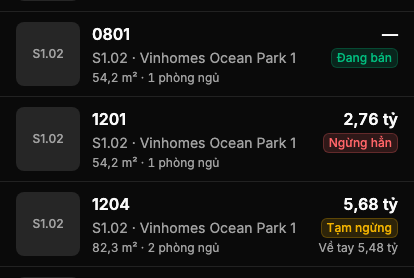 S1.02
0801
—
S1.02 · Vinhomes Ocean Park 1
Đang bán
54,2 m² · 1 phòng ngủ
S1.02
1201
2,76 tỷ
S1.02 · Vinhomes Ocean Park 1
Ngừng hẳn
54,2 m² · 1 phòng ngủ
S1.02
1204
5,68 tỷ
S1.02 · Vinhomes Ocean Park 1
Tạm ngừng
82,3 m² · 2 phòng ngủ
Về tay 5,48 tỷ